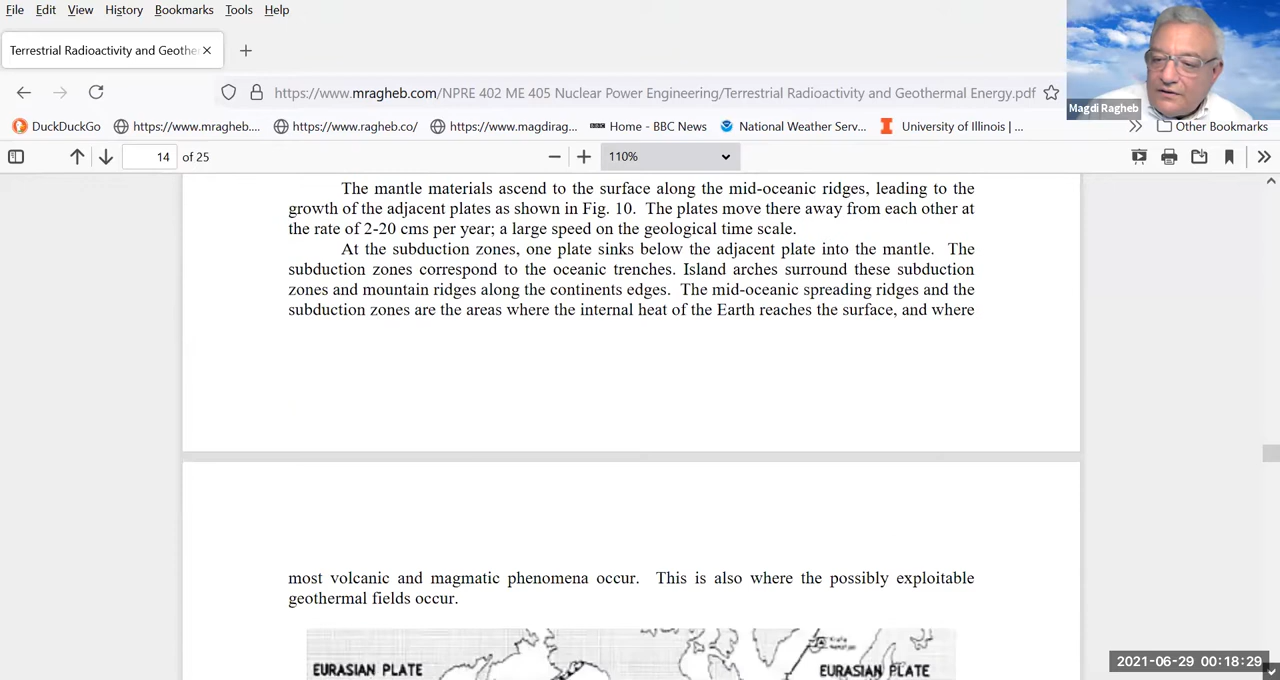 File Edit View History Bookmarks Tools Help
Terrestrial Radioactivity and Geothe
https://www.mragheb.com/NPRE 402 ME 405 Nuclear Power Engineering/Terrestrial Radioactivity and Geothermal Energy.pdf
Magdi Ragheb
DuckDuckGo https://www.mragheb.... https://www.ragheb.co/ https://www.magdirag... BBC Home - BBC News National Weather Serv... University of Illinois | ... Other Bookmarks
14 of 25 110%
The mantle materials ascend to the surface along the mid-oceanic ridges, leading to the
growth of the adjacent plates as shown in Fig. 10. The plates move there away from each other at
the rate of 2-20 cms per year; a large speed on the geological time scale.
At the subduction zones, one plate sinks below the adjacent plate into the mantle. The
subduction zones correspond to the oceanic trenches. Island arches surround these subduction
zones and mountain ridges along the continents edges. The mid-oceanic spreading ridges and the
subduction zones are the areas where the internal heat of the Earth reaches the surface, and where
most volcanic and magmatic phenomena occur. This is also where the possibly exploitable
geothermal fields occur.
EURASIAN PLATE EURASIAN PLATE
2021-06-29 00:18:29